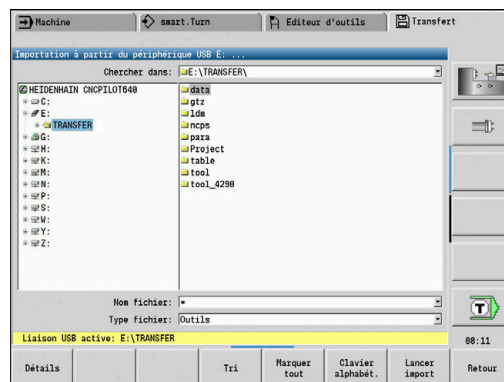 Machine
smart.Turn
Editeur d'outils
Transfert
Importation à partir du périphérique USB E: ...
Chercher dans: E:\TRANSFER\
HEIDENHAIN CNCPILOT640
C:
E:
TRANSFER
G:
H:
K:
M:
N:
P:
S:
W:
Y:
Z:
data
gtz
ldm
ncps
para
Project
table
tool
tool_4290
Nom fichier: *
Type fichier: Outils
Liaison USB active: E:\TRANSFER
T
08:11
Détails
Tri
Marquer tout
Clavier alphabét.
Lancer import
Retour